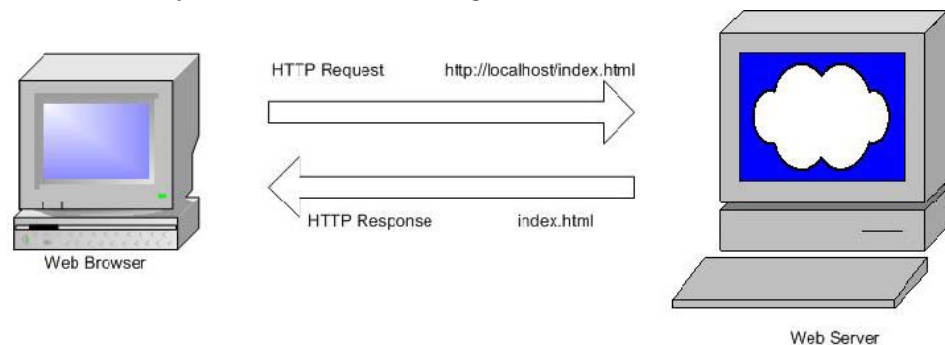 HTTP Request http://localhost/index.html
HTTP Response index.html
Web Browser
Web Server